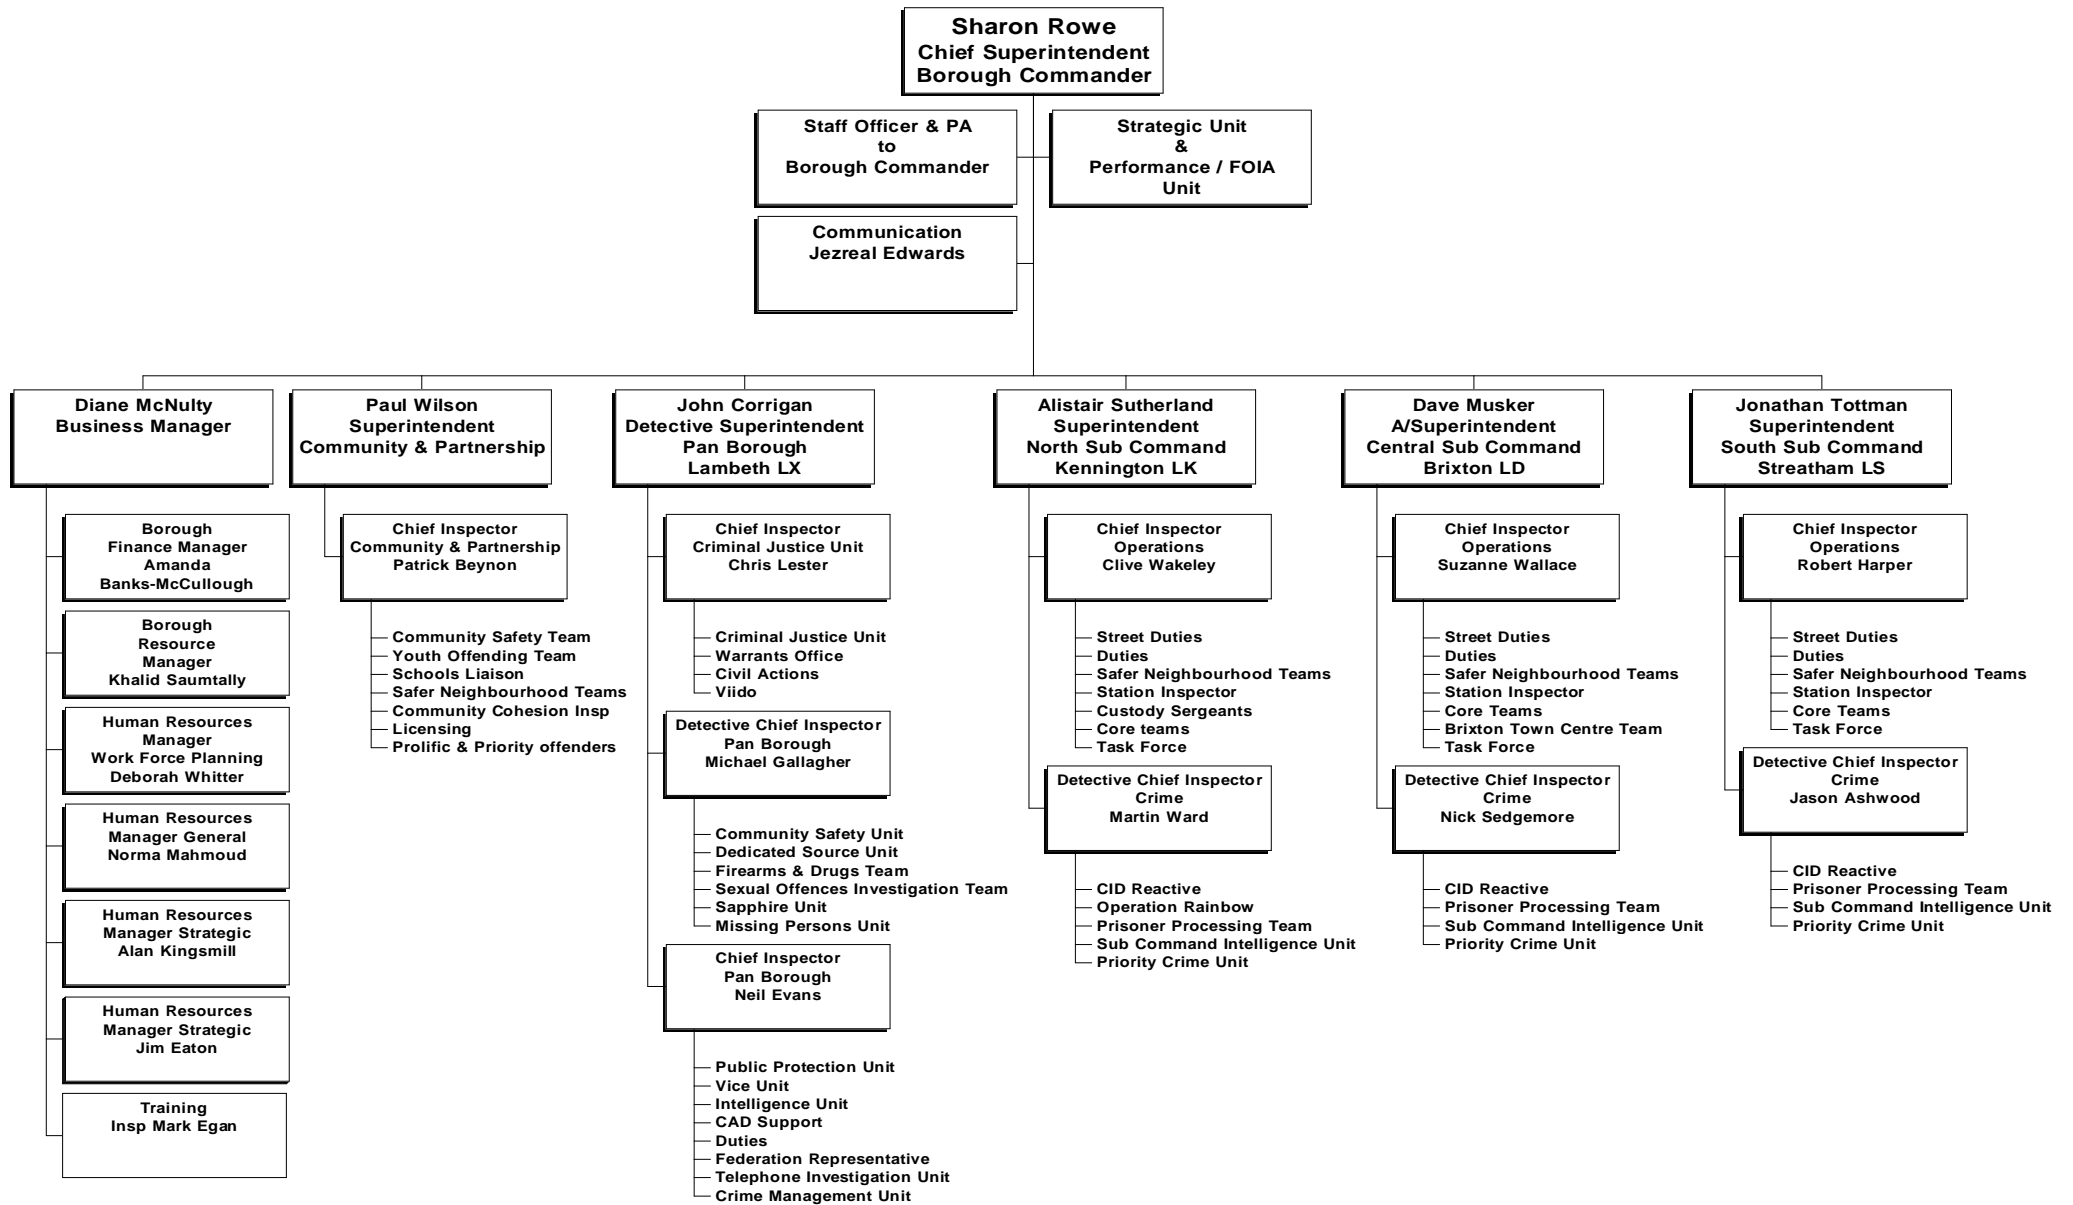 Sharon Rowe
Chief Superintendent
Borough Commander
Staff Officer & PA
to
Borough Commander
Strategic Unit
&
Performance / FOIA
Unit
Communication
Jezreal Edwards
Diane McNulty
Business Manager
Borough
Finance Manager
Amanda
Banks-McCullough
Borough
Resource
Manager
Khalid Saumtally
Human Resources
Manager
Work Force Planning
Deborah Whitter
Human Resources
Manager General
Norma Mahmoud
Human Resources
Manager Strategic
Alan Kingsmill
Human Resources
Manager Strategic
Jim Eaton
Training
Insp Mark Egan
Paul Wilson
Superintendent
Community & Partnership
Chief Inspector
Community & Partnership
Patrick Beynon
Community Safety Team
Youth Offending Team
Schools Liaison
Safer Neighbourhood Teams
Community Cohesion Insp
Licensing
Prolific & Priority offenders
John Corrigan
Detective Superintendent
Pan Borough
Lambeth LX
Chief Inspector
Criminal Justice Unit
Chris Lester
Criminal Justice Unit
Warrants Office
Civil Actions
Viido
Detective Chief Inspector
Pan Borough
Michael Gallagher
Community Safety Unit
Dedicated Source Unit
Firearms & Drugs Team
Sexual Offences Investigation Team
Sapphire Unit
Missing Persons Unit
Chief Inspector
Pan Borough
Neil Evans
Public Protection Unit
Vice Unit
Intelligence Unit
CAD Support
Duties
Federation Representative
Telephone Investigation Unit
Crime Management Unit
Alistair Sutherland
Superintendent
North Sub Command
Kennington LK
Chief Inspector
Operations
Clive Wakeley
Street Duties
Duties
Safer Neighbourhood Teams
Station Inspector
Custody Sergeants
Core teams
Task Force
Detective Chief Inspector
Crime
Martin Ward
CID Reactive
Operation Rainbow
Prisoner Processing Team
Sub Command Intelligence Unit
Priority Crime Unit
Dave Musker
A/Superintendent
Central Sub Command
Brixton LD
Chief Inspector
Operations
Suzanne Wallace
Street Duties
Duties
Safer Neighbourhood Teams
Station Inspector
Core Teams
Brixton Town Centre Team
Task Force
Detective Chief Inspector
Crime
Nick Sedgemore
CID Reactive
Prisoner Processing Team
Sub Command Intelligence Unit
Priority Crime Unit
Jonathan Tottman
Superintendent
South Sub Command
Streatham LS
Chief Inspector
Operations
Robert Harper
Street Duties
Duties
Safer Neighbourhood Teams
Station Inspector
Core Teams
Task Force
Detective Chief Inspector
Crime
Jason Ashwood
CID Reactive
Prisoner Processing Team
Sub Command Intelligence Unit
Priority Crime Unit